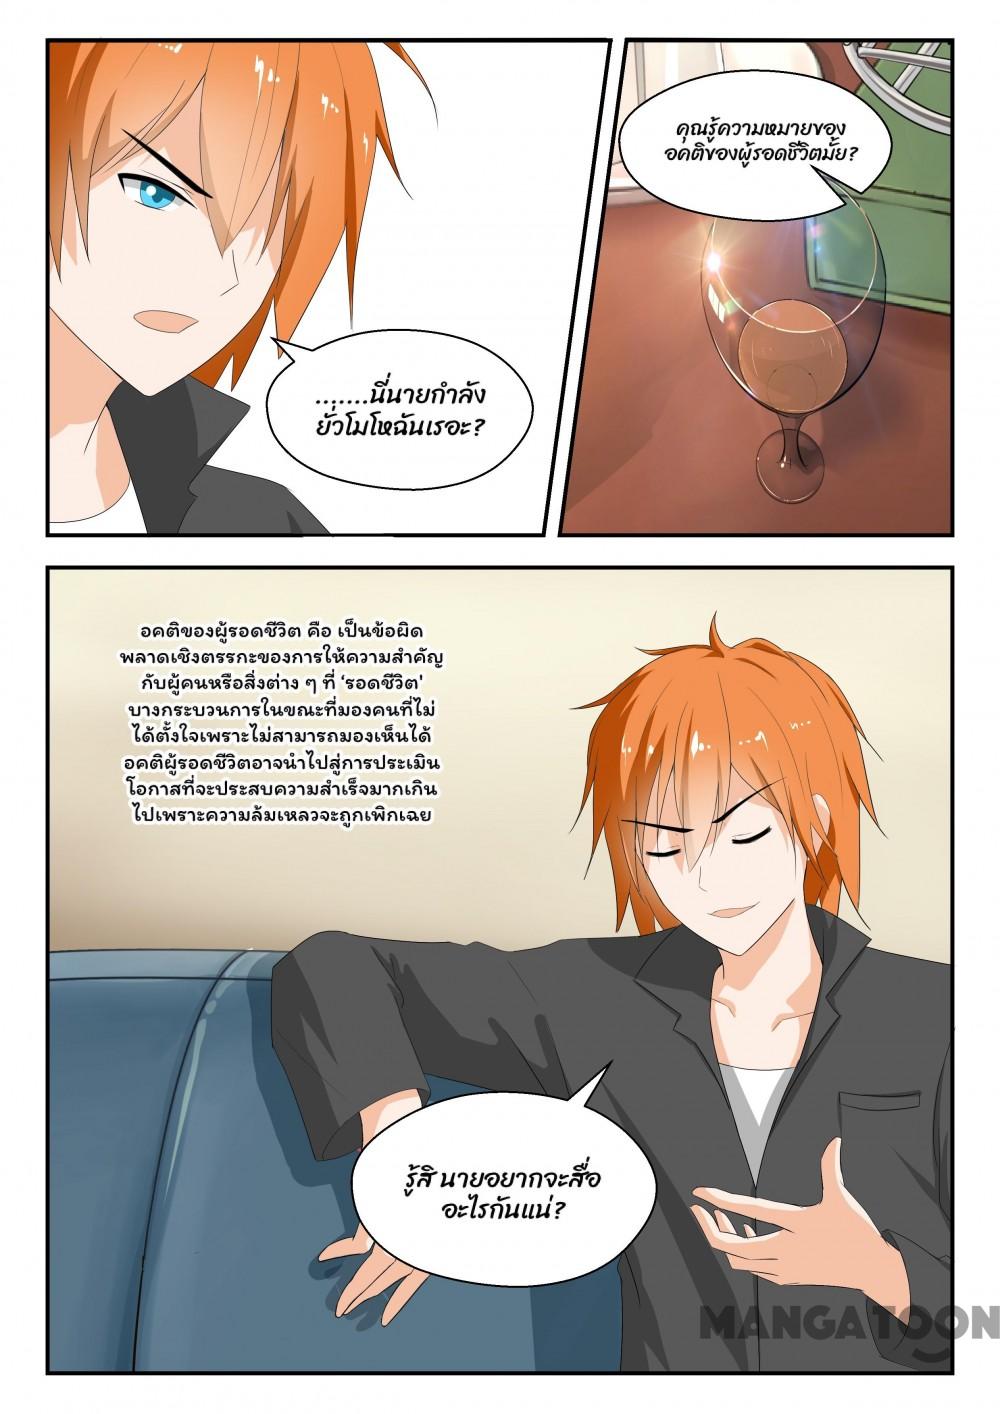 .......นี่นายกำลัง
ยั่วโมโหฉันเรอะ?
คุณรู้ความหมายของ
อคติของผู้รอดชีวิตมั้ย?
อคติของผู้รอดชีวิต คือ เป็นข้อผิด
พลาดเชิงตรรกะของการให้ความสำคัญ
กับผู้คนหรือสิ่งต่าง ๆ ที่ ‘รอดชีวิต'
บางกระบวนการในขณะที่มองคนที่ไม่
ได้ตั้งใจเพราะไม่สามารถมองเห็นได้
อคติผู้รอดชีวิตอาจนำไปสู่การประเมิน
โอกาสที่จะประสบความสำเร็จมากเกิน
ไปเพราะความล้มเหลวจะถูกเพิกเฉย
รู้สิ นายอยากจะสื่อ
อะไรกันแน่?
MANGATOON